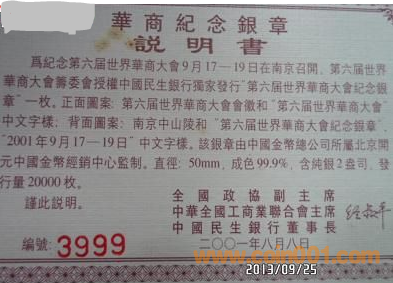 華商紀念銀章
説明書
爲紀念第六届世界華商大會9月17—19日在南京召開、第六届世界
華商大會籌委會授權中國民生銀行獨家發行"第六届世界華商大會紀念銀
章"一枚。正面圖案：第六届世界華商大會會徽和"第六届世界華商大會"
中文字樣；背面圖案：南京中山陵和"第六届世界華商大會紀念銀章"、
"2001年9月17—19日"中文字樣。該銀章由中國金幣總公司所屬北京開
元中國金幣經銷中心監制。直徑：50mm，成色99.9%、含純銀2盎司，發
行量20000枚。
謹此説明。
全國政協副主席
中華全國工商業聯合會主席
中國民生銀行董事長
經叔平
二〇〇一年八月八日
編號：3999
www.coin001.com
2013/09/25